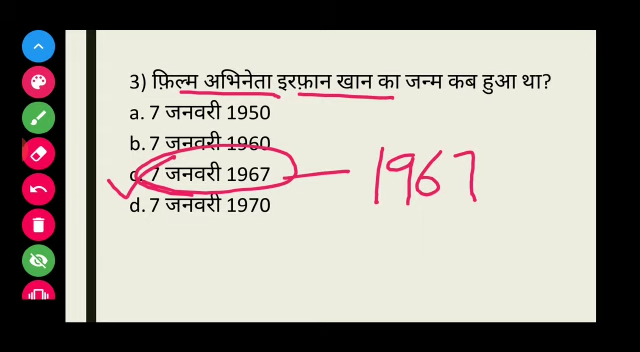 3) फ़िल्म अभिनेता इरफ़ान खान का जन्म कब हुआ था?
a. 7 जनवरी 1950
b. 7 जनवरी 1960
c. 7 जनवरी 1967
1967
d. 7 जनवरी 1970